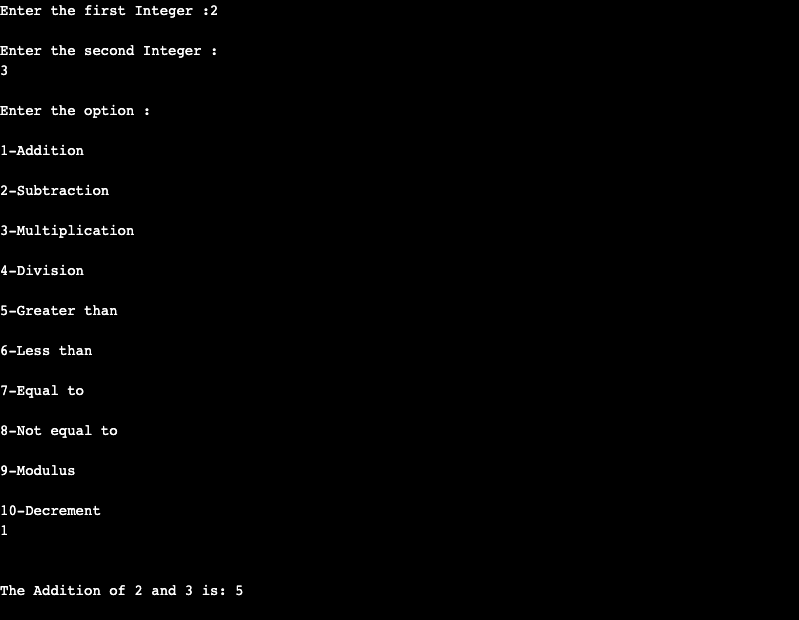 Enter the first Integer :2
Enter the second Integer :
3
Enter the option :
1-Addition
2-Subtraction
3-Multiplication
4-Division
5-Greater than
6-Less than
7-Equal to
8-Not equal to
9-Modulus
10-Decrement
1
The Addition of 2 and 3 is: 5